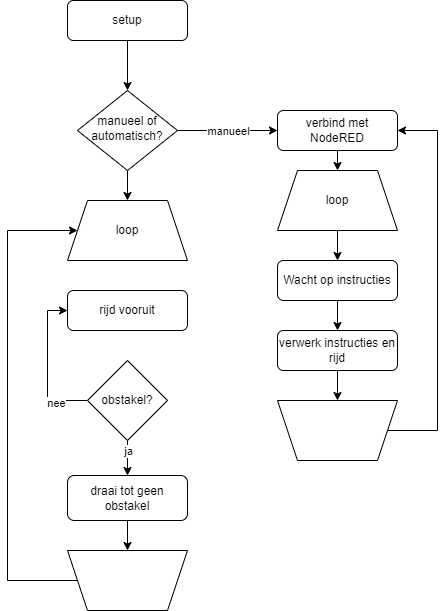 setup
manueel of
automatisch?
manueel
verbind met
NodeRED
loop
loop
Wacht op instructies
rijd vooruit
verwerk instructies en
rijd
obstakel?
nee
ja
draai tot geen
obstakel